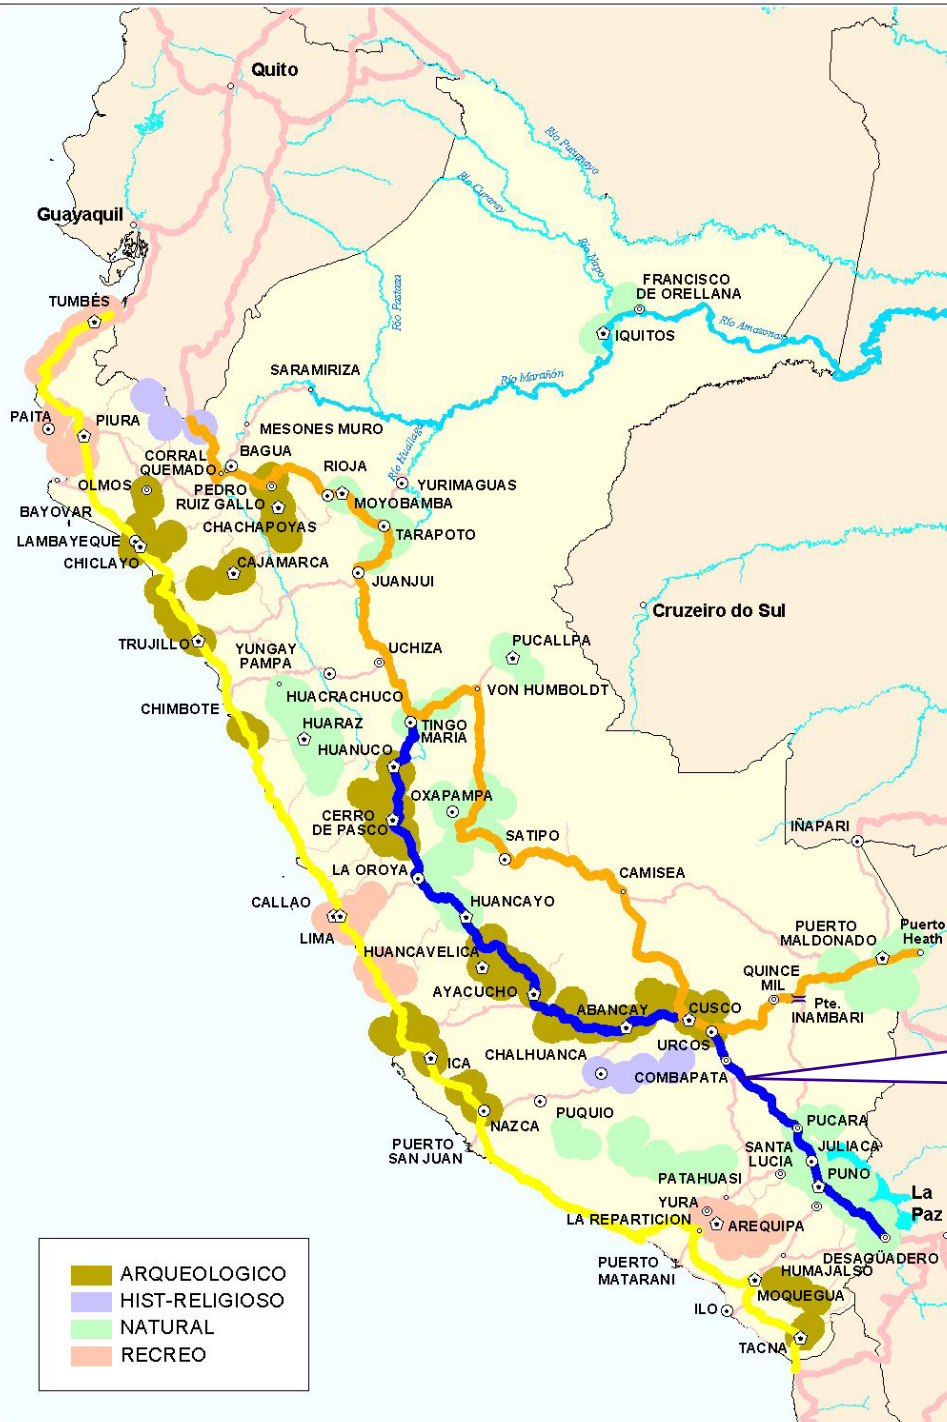 Quito
Río Putumayo
Río Curaray
Guayaquil
Río Napo
Río Pastaza
FRANCISCO
DE ORELLANA
TUMBES
Río Amazonas
IQUITOS
SARAMIRIZA
Río Marañón
PAITA
PIURA
MESONES MURO
Río Huallaga
CORRAL
QUEMADO
BAGUA
RIOJA
OLMOS
PEDRO
RUIZ GALLO
YURIMAGUAS
MOYOBAMBA
BAYOVAR
CHACHAPOYAS
TARAPOTO
LAMBAYEQUE
CHICLAYO
CAJAMARCA
JUANJUI
Cruzeiro do Sul
TRUJILLO
YUNGAY
PAMPA
UCHIZA
PUCALLPA
HUACRACHUCO
VON HUMBOLDT
CHIMBOTE
HUARAZ
TINGO
MARIA
HUANUCO
OXAPAMPA
CERRO
DE PASCO
SATIPO
IÑAPARI
LA OROYA
CAMISEA
CALLAO
HUANCAYO
LIMA
PUERTO
MALDONADO
Puerto
Heath
HUANCAVELICA
QUINCE
MIL
AYACUCHO
ABANCAY
CUSCO
Pte.
INAMBARI
URCOS
CHALHUANCA
ICA
COMBAPATA
PUQUIO
NAZCA
PUCARA
PUERTO
SAN JUAN
SANTA
LUCIA
JULIACA
PUNO
PATAHUASI
YURA
La
Paz
LA REPARTICION
AREQUIPA
DESAGÜADERO
PUERTO
MATARANI
HUMAJALSO
MOQUEGUA
ILO
TACNA
ARQUEOLOGICO
HIST-RELIGIOSO
NATURAL
RECREO